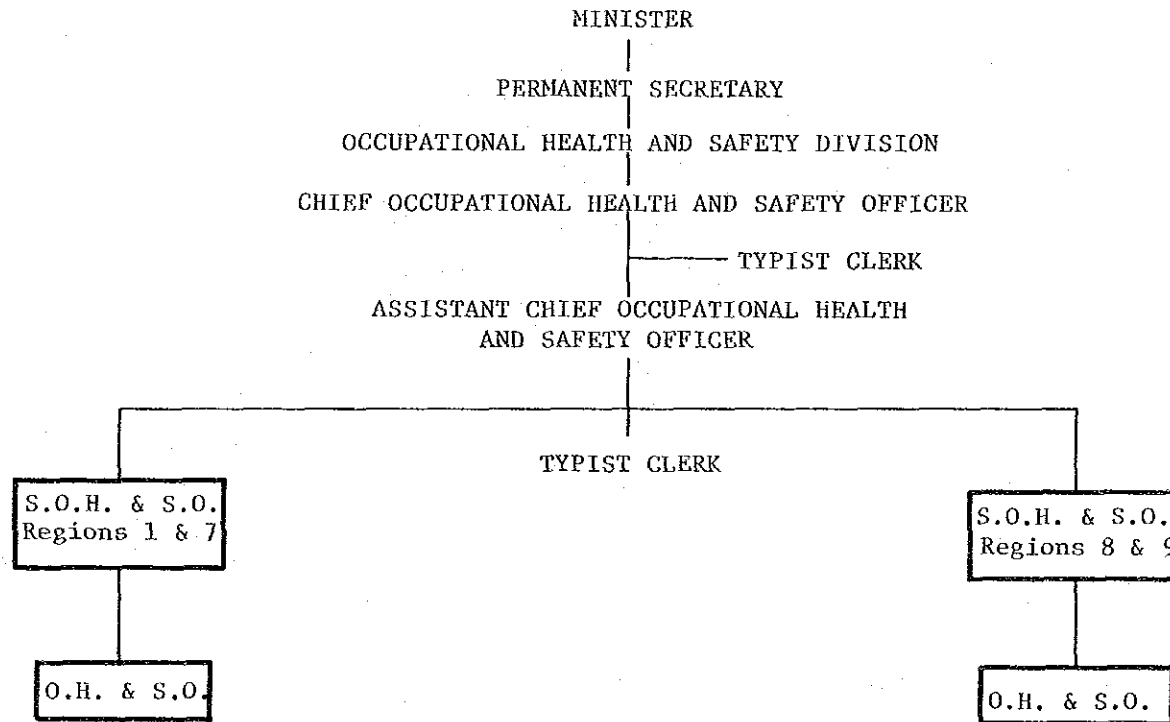 MINISTER
PERMANENT SECRETARY
OCCUPATIONAL HEALTH AND SAFETY DIVISION
CHIEF OCCUPATIONAL HEALTH AND SAFETY OFFICER
TYPIST CLERK
ASSISTANT CHIEF OCCUPATIONAL HEALTH
AND SAFETY OFFICER
TYPIST CLERK
S.O.H. & S.O.
Regions 1 & 7
S.O.H. & S.O.
Regions 8 & 9
O.H. & S.O.
O.H. & S.O.